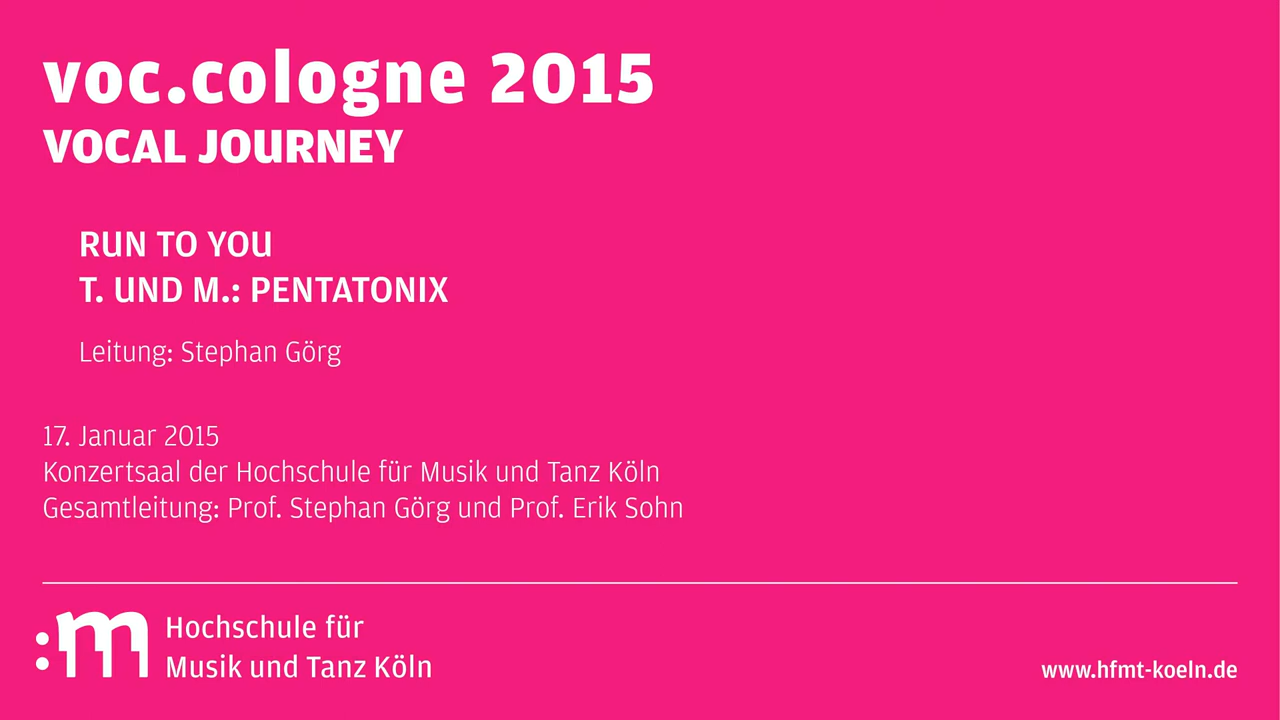 voc.cologne 2015
VOCAL JOURNEY
RUN TO YOU
T. UND M.: PENTATONIX
Leitung: Stephan Görg
17. Januar 2015
Konzertsaal der Hochschule für Musik und Tanz Köln
Gesamtleitung: Prof. Stephan Görg und Prof. Erik Sohn
:m
Hochschule für
Musik und Tanz Köln
www.hfmt-koeln.de